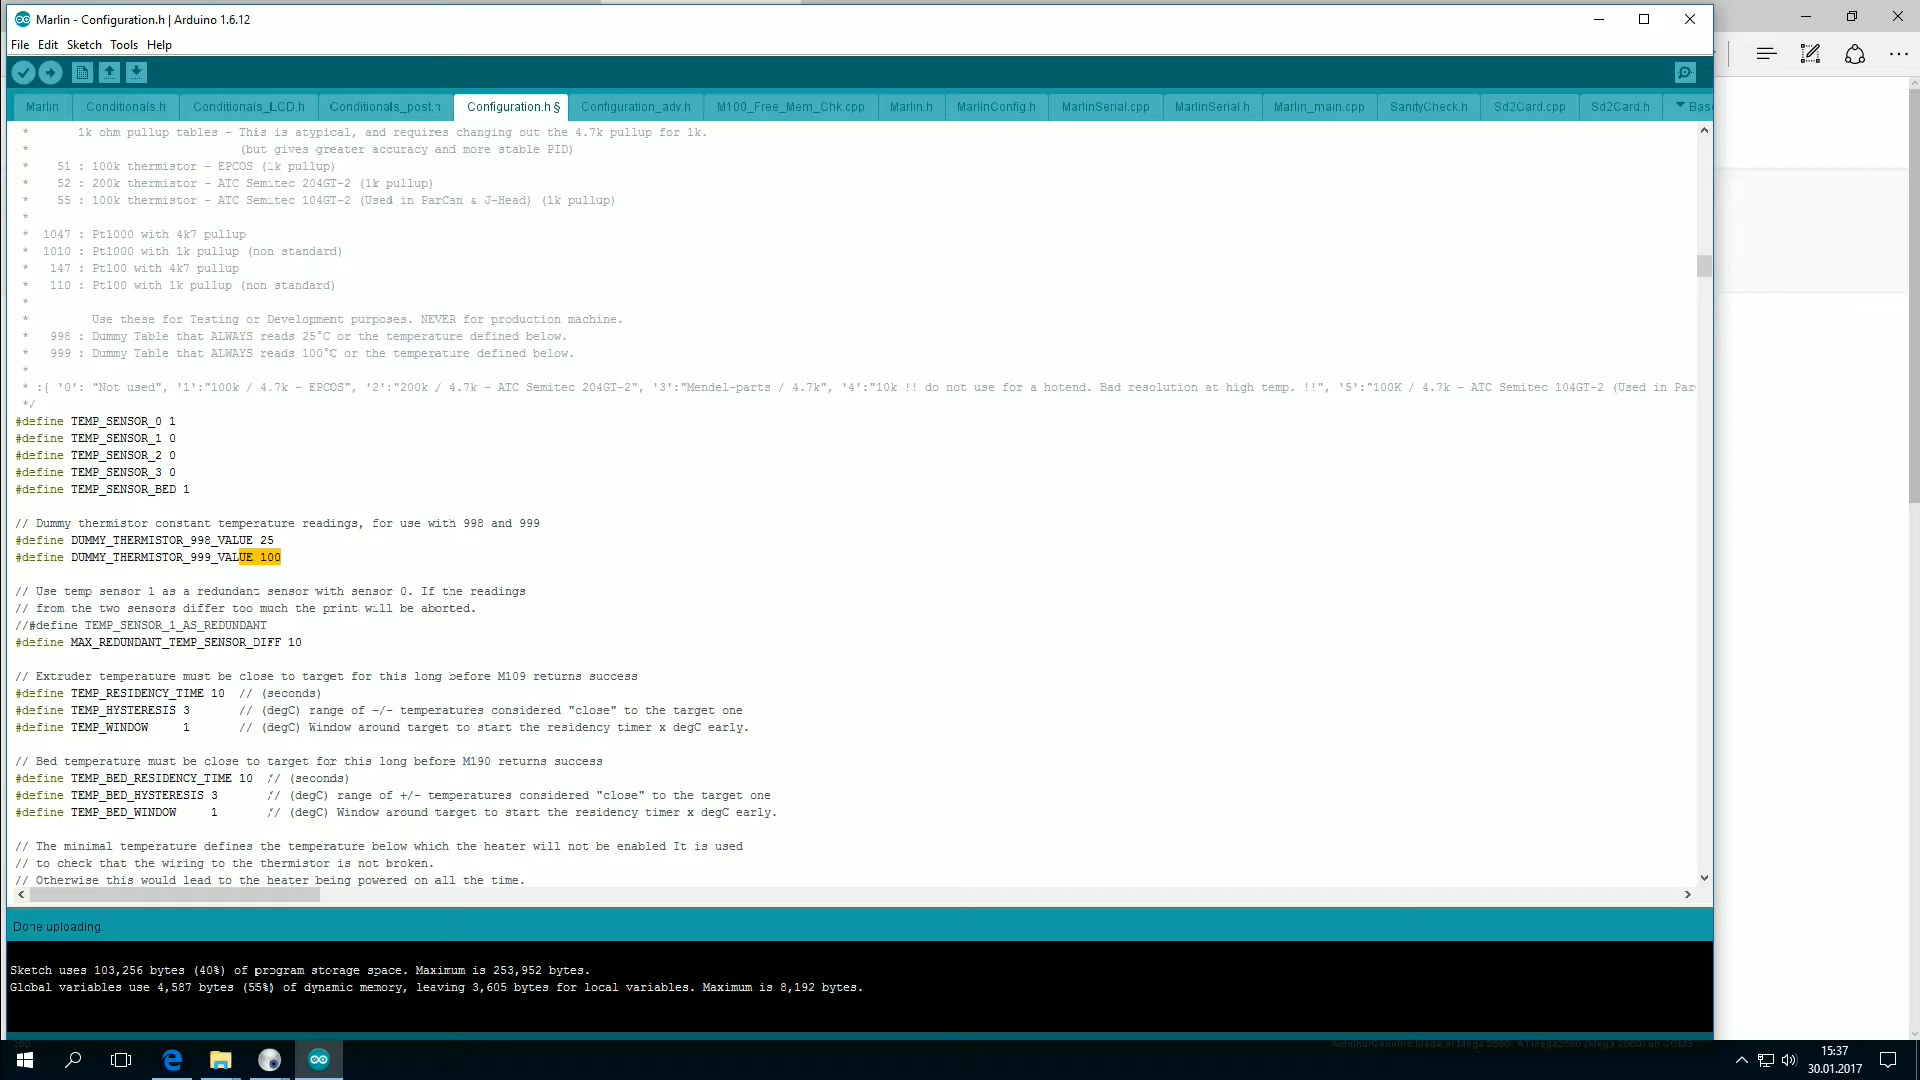 Marlin - Configuration.h | Arduino 1.6.12
File Edit Sketch Tools Help
Marlin Conditionals.h Conditionals_LCD.h Conditionals_post.h Configuration.h § Configuration_adv.h M100_Free_Mem_Chk.cpp Marlin.h MarlinConfig.h MarlinSerial.cpp MarlinSerial.h Marlin_main.cpp SanityCheck.h Sd2Card.cpp Sd2Card.h
* 1k ohm pullup tables - This is atypical, and requires changing out the 4.7k pullup for 1k.
* (but gives greater accuracy and more stable PID)
* 51 : 100k thermistor - EPCOS (1k pullup)
* 52 : 200k thermistor - ATC Semitec 204GT-2 (1k pullup)
* 55 : 100k thermistor - ATC Semitec 104GT-2 (Used in ParCan & J-Head) (1k pullup)
*
* 1047 : Pt1000 with 4k7 pullup
* 1010 : Pt1000 with 1k pullup (non standard)
* 147 : Pt100 with 4k7 pullup
* 110 : Pt100 with 1k pullup (non standard)
*
* Use these for Testing or Development purposes. NEVER for production machine.
* 998 : Dummy Table that ALWAYS reads 25°C or the temperature defined below.
* 999 : Dummy Table that ALWAYS reads 100°C or the temperature defined below.
*
* :{ '0': "Not used", '1':"100k / 4.7k - EPCOS", '2':"200k / 4.7k - ATC Semitec 204GT-2", '3':"Mendel-parts / 4.7k", '4':"10k !! do not use for a hotend. Bad resolution at high temp. !!", '5':"100K / 4.7k - ATC Semitec 104GT-2 (Used in Par
*/
#define TEMP_SENSOR_0 1
#define TEMP_SENSOR_1 0
#define TEMP_SENSOR_2 0
#define TEMP_SENSOR_3 0
#define TEMP_SENSOR_BED 1
// Dummy thermistor constant temperature readings, for use with 998 and 999
#define DUMMY_THERMISTOR_998_VALUE 25
#define DUMMY_THERMISTOR_999_VALUE 100
// Use temp sensor 1 as a redundant sensor with sensor 0. If the readings
// from the two sensors differ too much the print will be aborted.
//#define TEMP_SENSOR_1_AS_REDUNDANT
#define MAX_REDUNDANT_TEMP_SENSOR_DIFF 10
// Extruder temperature must be close to target for this long before M109 returns success
#define TEMP_RESIDENCY_TIME 10 // (seconds)
#define TEMP_HYSTERESIS 3 // (degC) range of +/- temperatures considered "close" to the target one
#define TEMP_WINDOW 1 // (degC) Window around target to start the residency timer x degC early.
// Bed temperature must be close to target for this long before M190 returns success
#define TEMP_BED_RESIDENCY_TIME 10 // (seconds)
#define TEMP_BED_HYSTERESIS 3 // (degC) range of +/- temperatures considered "close" to the target one
#define TEMP_BED_WINDOW 1 // (degC) Window around target to start the residency timer x degC early.
// The minimal temperature defines the temperature below which the heater will not be enabled It is used
// to check that the wiring to the thermistor is not broken.
// Otherwise this would lead to the heater being powered on all the time.
Done uploading.
Sketch uses 103,256 bytes (40%) of program storage space. Maximum is 253,952 bytes.
Global variables use 4,587 bytes (55%) of dynamic memory, leaving 3,605 bytes for local variables. Maximum is 8,192 bytes.
15:37
30.01.2017